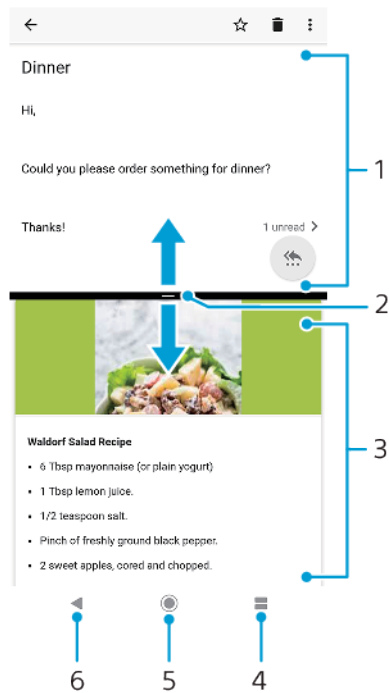 Dinner
Hi,
Could you please order something for dinner?
1
Thanks!
1 unread
2
Waldorf Salad Recipe
3
• 6 Tbsp mayonnaise (or plain yogurt)
• 1 Tbsp lemon juice.
• 1/2 teaspoon salt.
• Pinch of freshly ground black pepper.
• 2 sweet apples, cored and chopped.
6 5 4